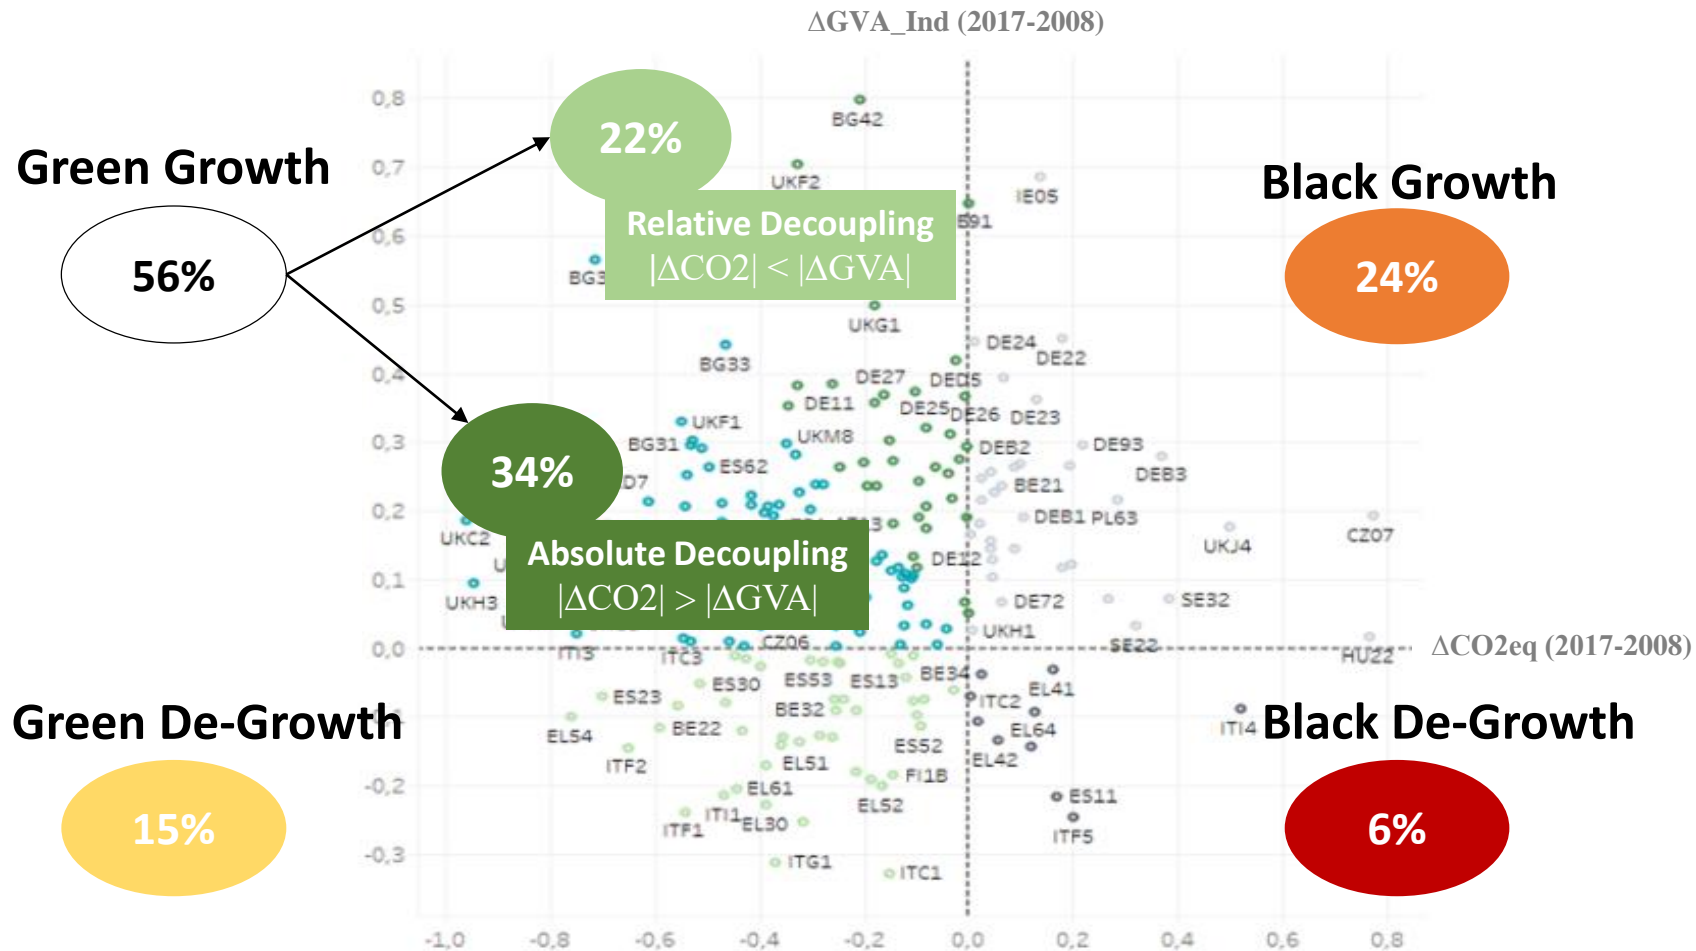 ΔGVA_Ind (2017-2008)
0,8
BG42
22%
Green Growth
0,7
UKF2
IE05
Black Growth
Relative Decoupling
|ΔCO2| < |ΔGVA|
0,6
56%
24%
0,5
UKG1
BG33
DE24
DE22
0,4
DE27
DED5
DE11
DE25
DE26
DE23
UKF1
0,3
BG31
UKM8
DEB2
DE93
34%
ES62
BE21
DEB3
0,2
DEB1
PL63
UKC2
UKJ4
CZ07
Absolute Decoupling
|ΔCO2| > |ΔGVA|
DE12
0,1
UKH3
DE72
SE32
UKH1
CZ06
0,0
ITI3
ITC3
SE22
HU22
ΔCO2eq (2017-2008)
ES23
ES30
ES53
ES13
BE34
ITC2
EL41
Green De-Growth
EL54
BE22
BE32
ES52
EL64
ITI4
Black De-Growth
ITF2
EL51
FI1B
EL42
-0,2
EL61
EL52
ES11
ITF1
ITI1
EL30
ITF5
15%
6%
-0,3
ITG1
ITC1
-1,0
-0,8
-0,6
-0,4
-0,2
0,0
0,2
0,4
0,6
0,8